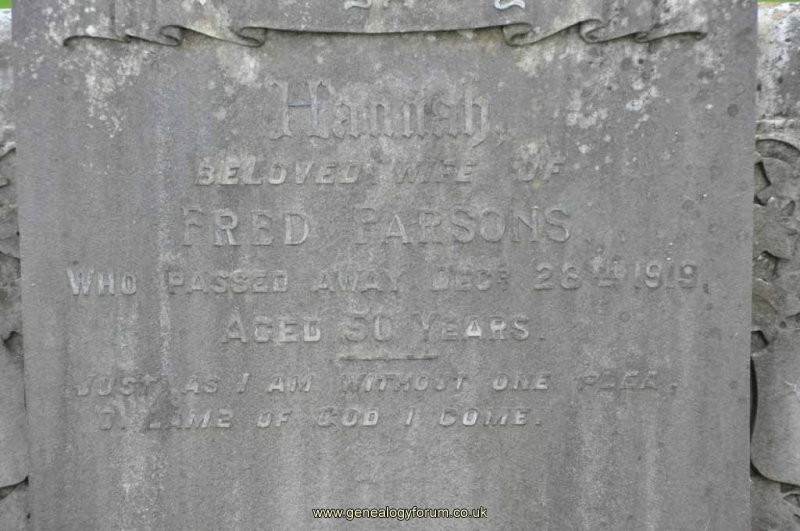 Hannah
BELOVED WIFE OF
FRED PARSONS
WHO PASSED AWAY DECR 28TH 1919,
AGED 50 YEARS.
JUST AS I AM WITHOUT ONE PLEA,
O, LAMB OF GOD I COME.
www.genealogyforum.co.uk